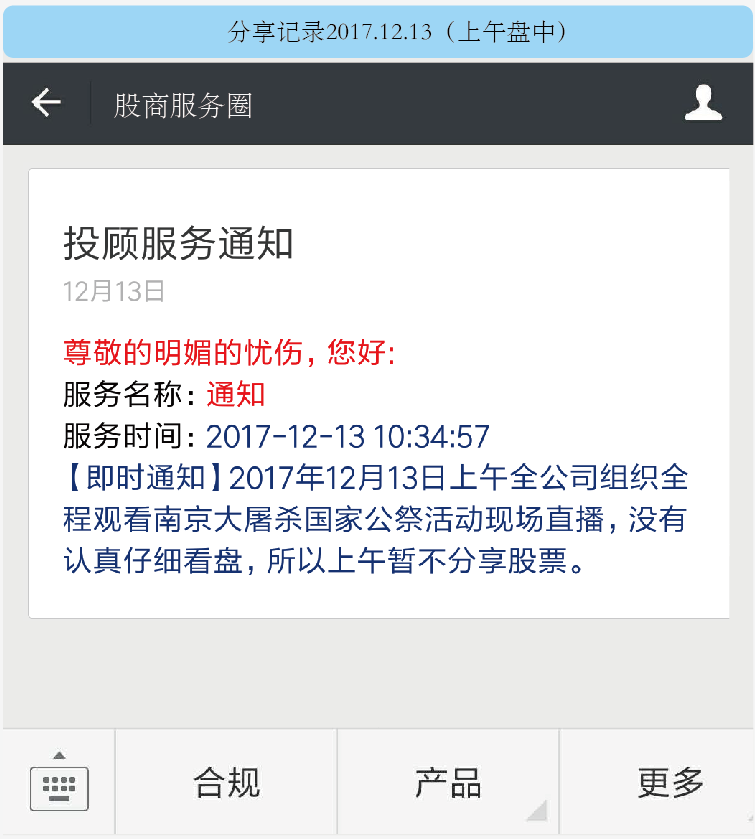 分享记录2017.12.13（上午盘中）
股商服务圈
投顾服务通知
12月13日
尊敬的明媚的忧伤，您好:
服务名称：通知
服务时间：2017-12-13 10:34:57
【即时通知】2017年12月13日上午全公司组织全
程观看南京大屠杀国家公祭活动现场直播，没有
认真仔细看盘，所以上午暂不分享股票。
合规
产品
更多